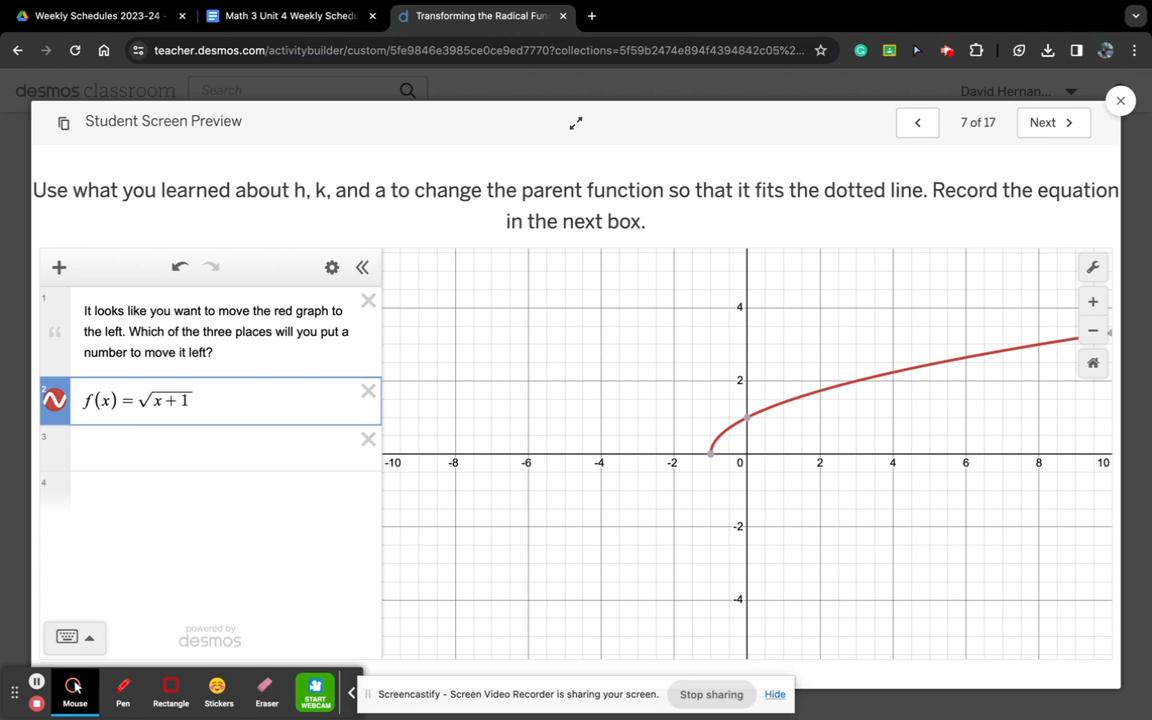 Weekly Schedules 2023-24
Math 3 Unit 4 Weekly Schedu
Transforming the Radical Fun
teacher.desmos.com/activitybuilder/custom/5fe9846e3985ce0ce9ed7770?collections=5f59b2474e894f4394842c05%2...
desmos classroom
Search
David Hernan...
Student Screen Preview
7 of 17
Next
Use what you learned about h, k, and a to change the parent function so that it fits the dotted line. Record the equation
in the next box.
1
It looks like you want to move the red graph to
the left. Which of the three places will you put a
number to move it left?
2
f(x) = √x + 1
3
4
4
2
-10 -8 -6 -4 -2 0 2 4 6 8 10
-2
-4
powered by
desmos
Mouse
Pen
Rectangle
Stickers
Eraser
START
WEBCAM
Screencastify - Screen Video Recorder is sharing your screen.
Stop sharing
Hide